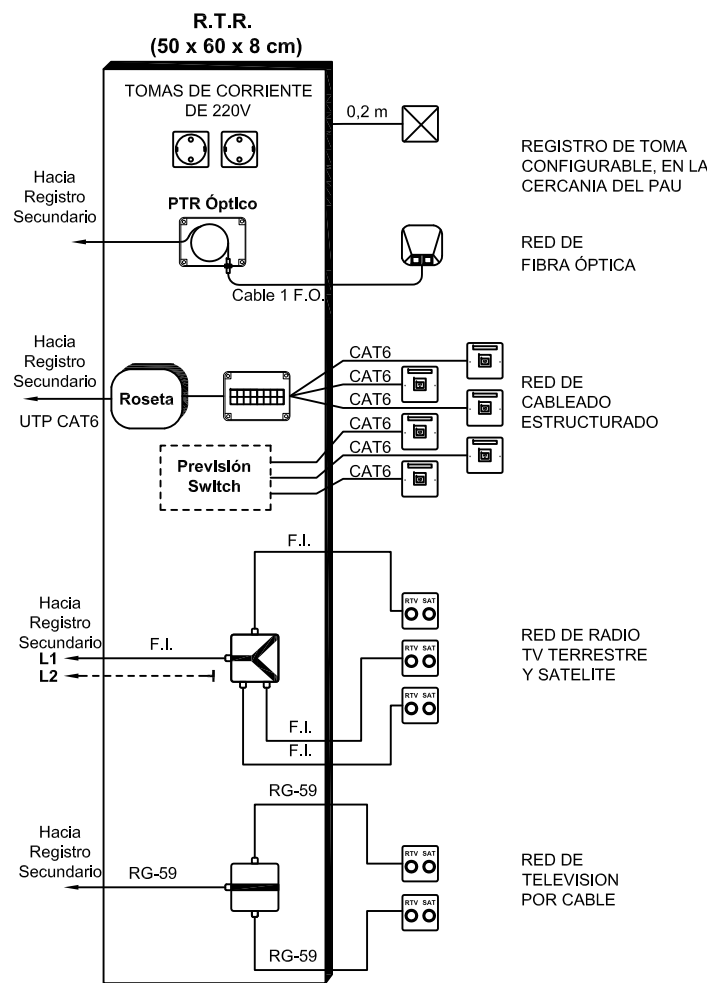 R.T.R.
(50 x 60 x 8 cm)
TOMAS DE CORRIENTE
DE 220V
0,2 m
REGISTRO DE TOMA
CONFIGURABLE, EN LA
CERCANIA DEL PAU
Hacia
Registro
Secundario
PTR Óptico
Cable 1 F.O.
RED DE
FIBRA ÓPTICA
Hacia
Registro
Secundario
UTP CAT6
Roseta
CAT6
CAT6
CAT6
CAT6
CAT6
CAT6
RED DE
CABLEADO
ESTRUCTURADO
Previsión
Switch
F.I.
Hacia
Registro
Secundario
L1
L2
F.I.
F.I.
F.I.
RTV SAT
RTV SAT
RTV SAT
RED DE RADIO
TV TERRESTRE
Y SATELITE
RG-59
Hacia
Registro
Secundario
RG-59
RG-59
RTV SAT
RTV SAT
RED DE
TELEVISION
POR CABLE